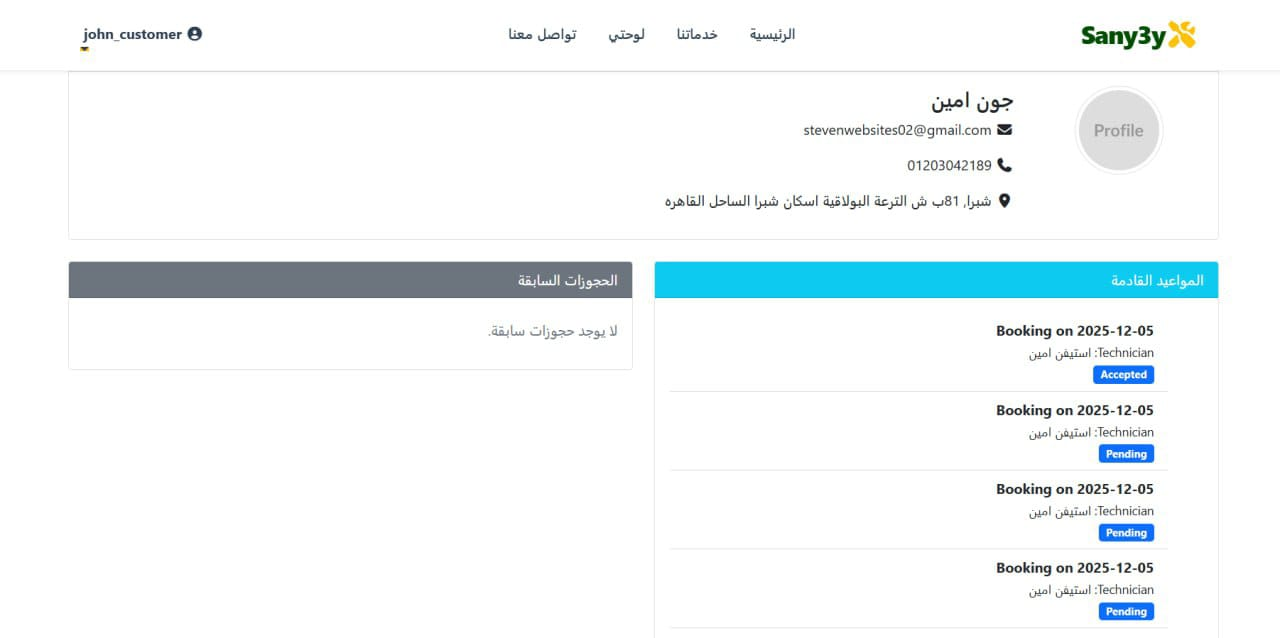 Sany3y
الرئيسية
خدماتنا
لوحتي
تواصل معنا
john_customer
Profile
جون امين
stevenwebsites02@gmail.com
01203042189
شبرا, 81ب ش الترعة البولاقية اسكان شبرا الساحل القاهره
المواعيد القادمة
Booking on 2025-12-05
Technician: استيفن امين
Accepted
Booking on 2025-12-05
Technician: استيفن امين
Pending
Booking on 2025-12-05
Technician: استيفن امين
Pending
Booking on 2025-12-05
Technician: استيفن امين
Pending
الحجوزات السابقة
لا يوجد حجوزات سابقة.